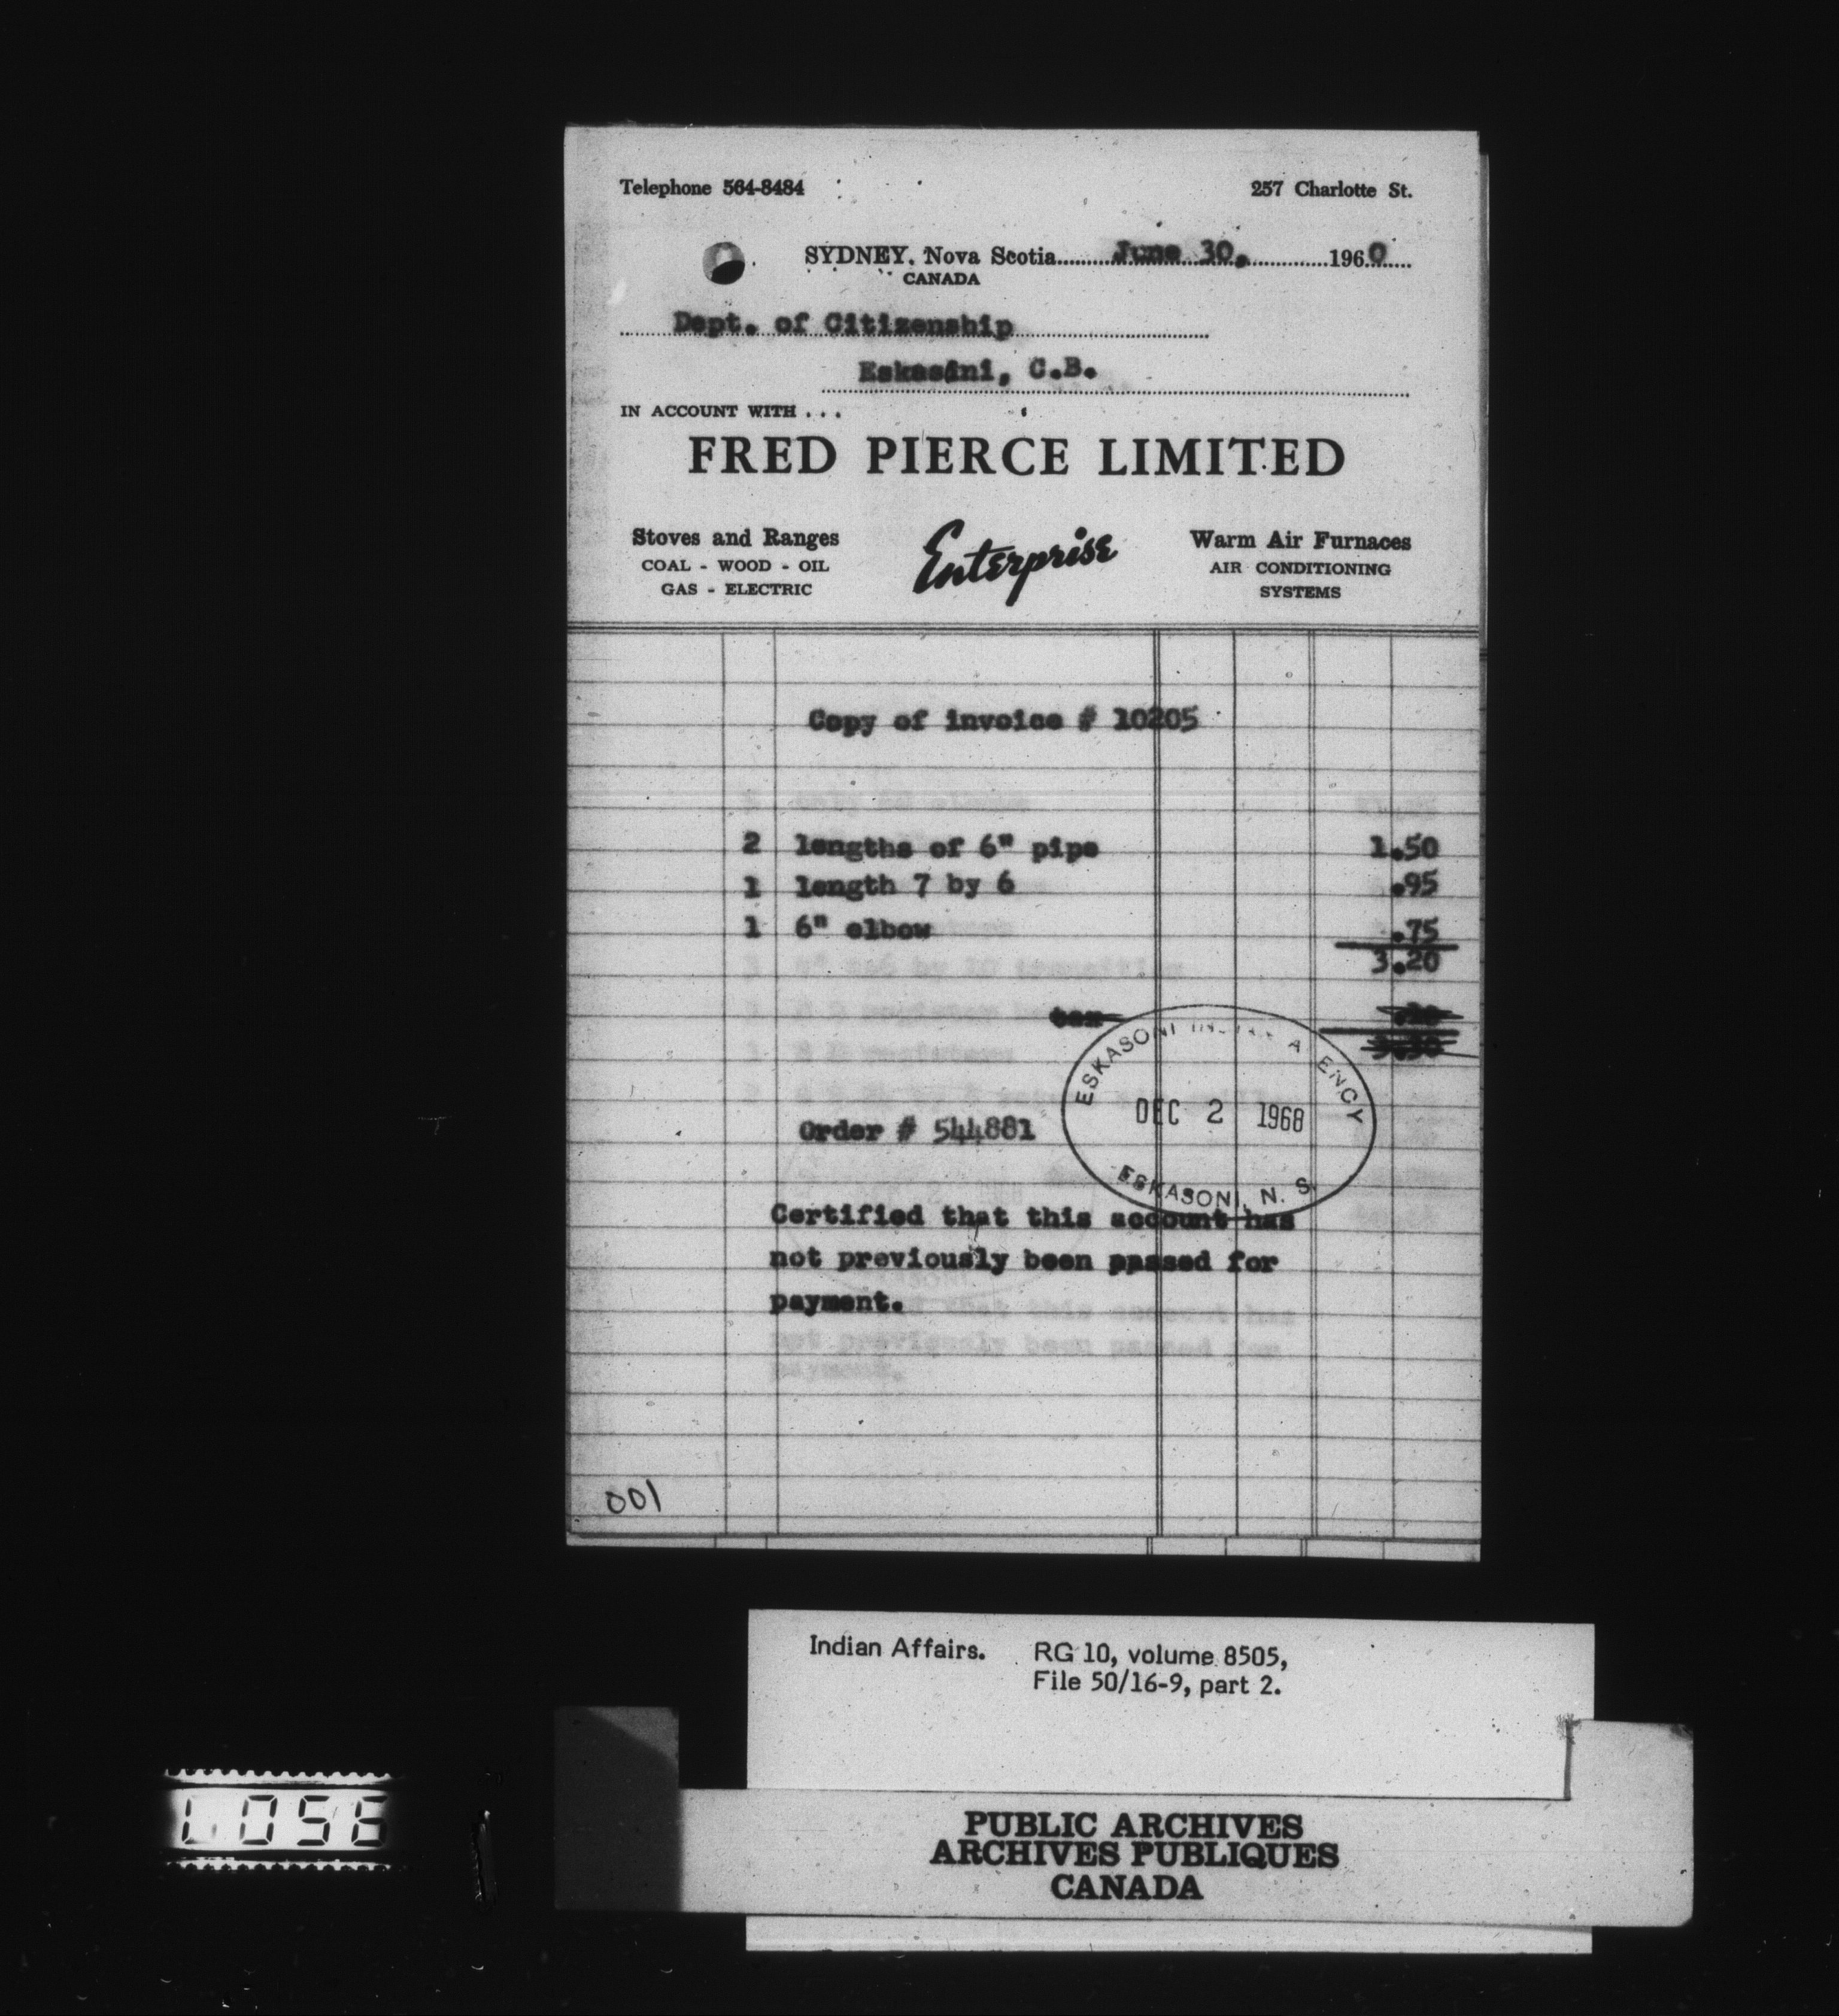 Telephone 564-8484
257 Charlotte St.
SYDNEY, Nova Scotia June 30, 1960
CANADA
Dept. of Citizenship
Eskasini, C.B.
IN ACCOUNT WITH . . .
FRED PIERCE LIMITED
Stoves and Ranges
COAL - WOOD - OIL
GAS - ELECTRIC
Enterprise
Warm Air Furnaces
AIR CONDITIONING
SYSTEMS
Copy of invoice # 10205
2 lengths of 6" pipe 1.50
1 length 7 by 6 .95
1 6" elbow .75
3.20
tax
ESKASONI A ENCY
DEC 2 1968
ESKASONI, N. S.
Order # 544881
Certified that this account has
not previously been passed for
payment.
001
Indian Affairs. RG 10, volume 8505,
File 50/16-9, part 2.
PUBLIC ARCHIVES
ARCHIVES PUBLIQUES
CANADA